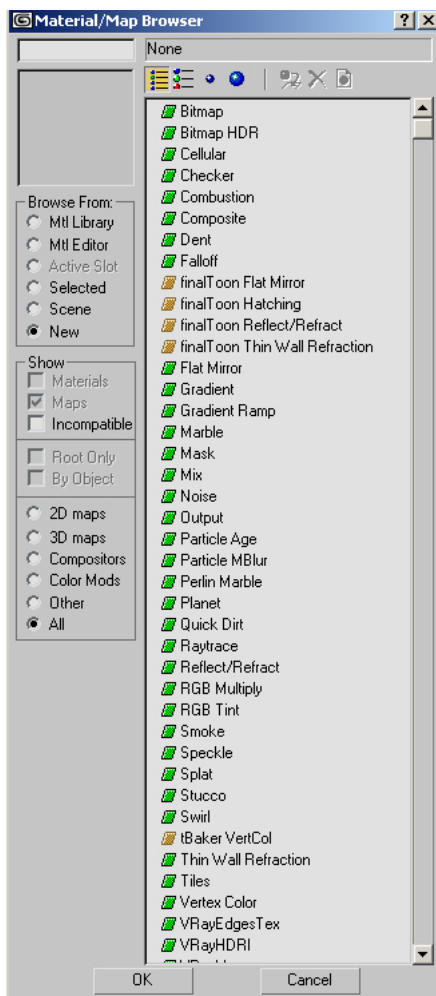 Material/Map Browser
None
Browse From:
Mtl Library
Mtl Editor
Active Slot
Selected
Scene
New
Show
Materials
Maps
Incompatible
Root Only
By Object
2D maps
3D maps
Compositors
Color Mods
Other
All
Bitmap
Bitmap HDR
Cellular
Checker
Combustion
Composite
Dent
Falloff
finalToon Flat Mirror
finalToon Hatching
finalToon Reflect/Refract
finalToon Thin Wall Refraction
Flat Mirror
Gradient
Gradient Ramp
Marble
Mask
Mix
Noise
Output
Particle Age
Particle MBlur
Perlin Marble
Planet
Quick Dirt
Raytrace
Reflect/Refract
RGB Multiply
RGB Tint
Smoke
Speckle
Splat
Stucco
Swirl
tBaker VertCol
Thin Wall Refraction
Tiles
Vertex Color
VRayEdgesTex
VRayHDRI
OK
Cancel